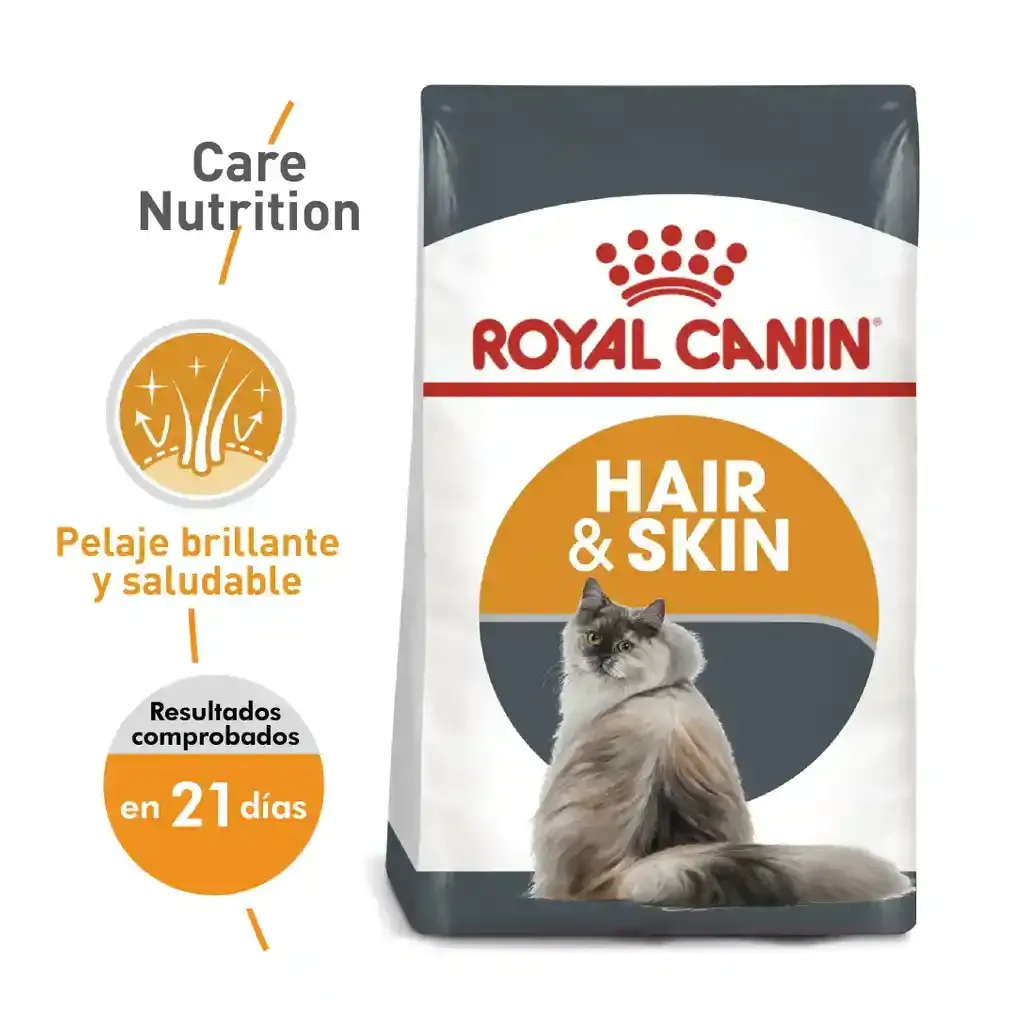 Care
Nutrition
Pelaje brillante
y saludable
Resultados
comprobados
en 21 días
ROYAL CANIN®
HAIR
& SKIN